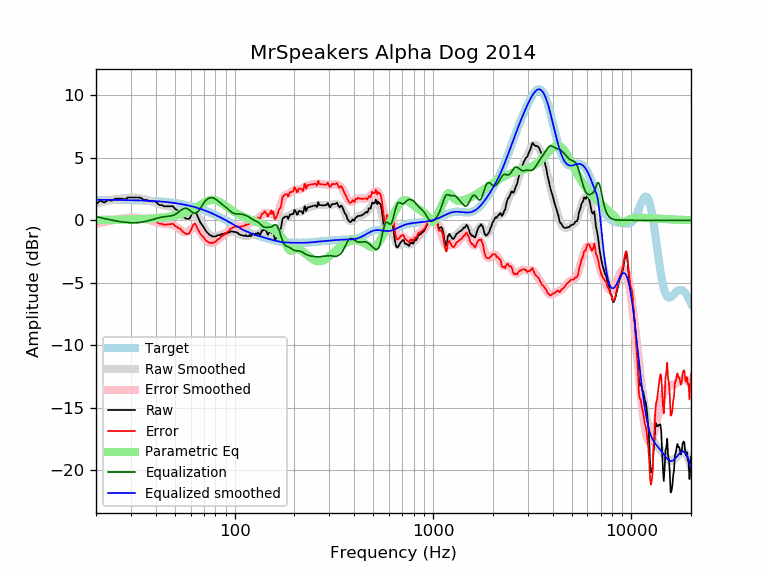 MrSpeakers Alpha Dog 2014
10
5
0
−5
−10
−15
−20
Amplitude (dBr)
Target
Raw Smoothed
Error Smoothed
Raw
Error
Parametric Eq
Equalization
Equalized smoothed
100
1000
10000
Frequency (Hz)